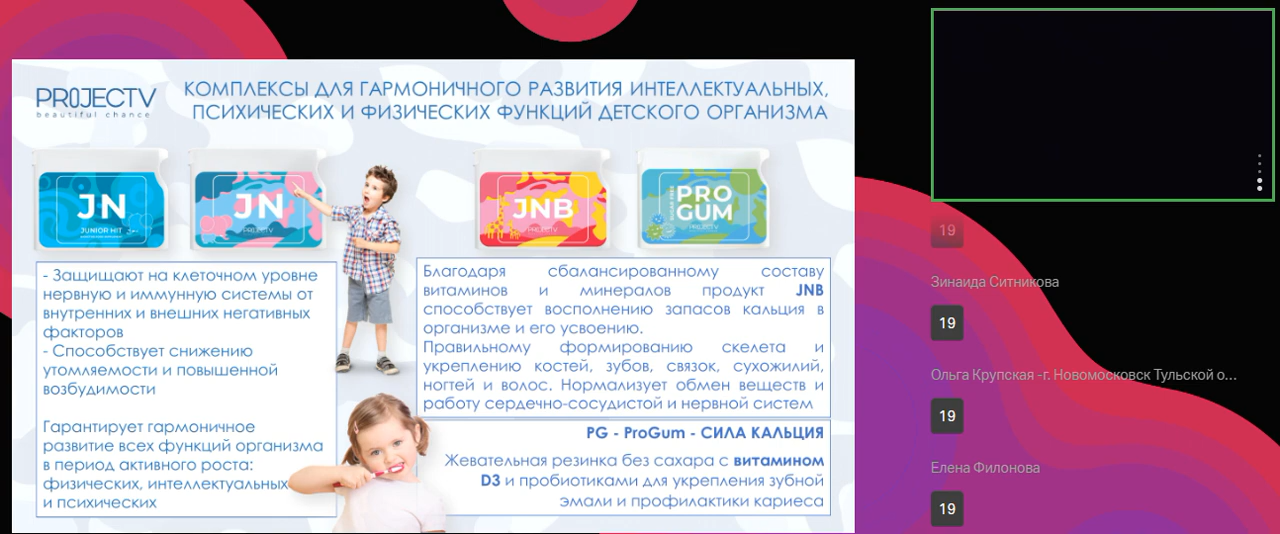 PROJECTV
beautiful chance
КОМПЛЕКСЫ ДЛЯ ГАРМОНИЧНОГО РАЗВИТИЯ ИНТЕЛЛЕКТУАЛЬНЫХ,
ПСИХИЧЕСКИХ И ФИЗИЧЕСКИХ ФУНКЦИЙ ДЕТСКОГО ОРГАНИЗМА
JN
JUNIOR HIT
JN
PROJECTV
JNB
PROJECTV
PRO
GUM
PROJECTV
- Защищают на клеточном уровне
нервную и иммунную системы от
внутренних и внешних негативных
факторов
- Способствует снижению
утомляемости и повышенной
возбудимости
Гарантирует гармоничное
развитие всех функций организма
в период активного роста:
физических, интеллектуальных
и психических
Благодаря сбалансированному составу
витаминов и минералов продукт JNB
способствует восполнению запасов кальция в
организме и его усвоению.
Правильному формированию скелета и
укреплению костей, зубов, связок, сухожилий,
ногтей и волос. Нормализует обмен веществ и
работу сердечно-сосудистой и нервной систем
PG - ProGum - СИЛА КАЛЬЦИЯ
Жевательная резинка без сахара с витамином
D3 и пробиотиками для укрепления зубной
эмали и профилактики кариеса
19
Зинаида Ситникова
19
Ольга Крупская -г. Новомосковск Тульской о...
19
Елена Филонова
19